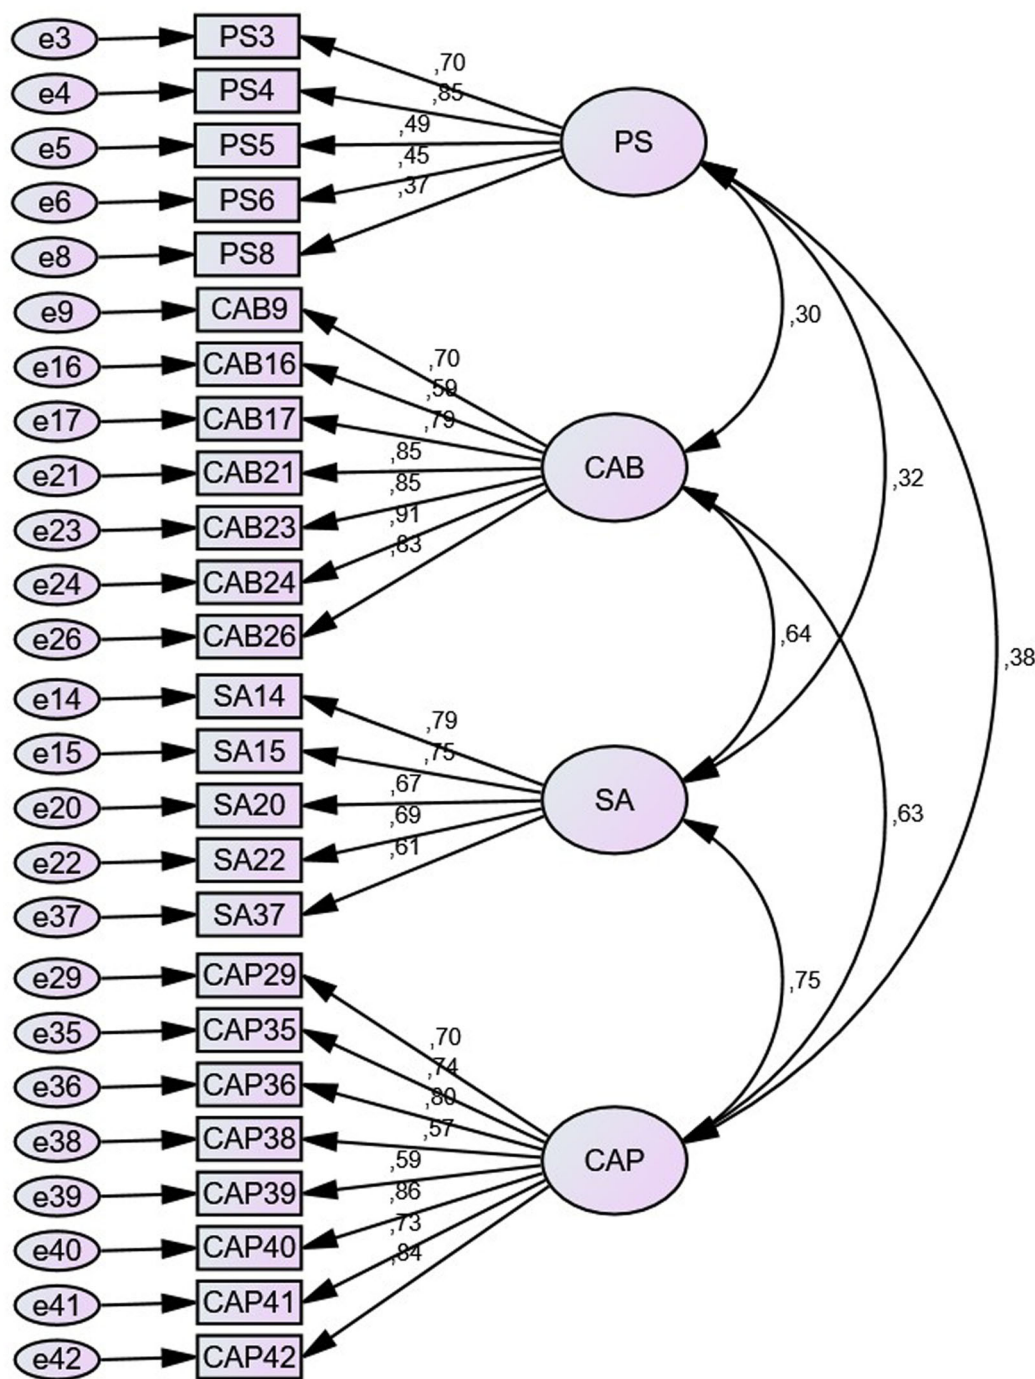 e3 PS3
,70
e4 PS4
,85
e5 PS5
,49
PS
e6 PS6
,45
e8 PS8
,37
e9 CAB9
,30
e16 CAB16
,70
e17 CAB17
,59
,79
e21 CAB21
,85
CAB
,32
e23 CAB23
,85
e24 CAB24
,91
e26 CAB26
,83
,64
,38
e14 SA14
,79
e15 SA15
,75
e20 SA20
,67
SA
,63
e22 SA22
,69
e37 SA37
,61
e29 CAP29
,75
e35 CAP35
,70
e36 CAP36
,74
,80
e38 CAP38
,57
CAP
e39 CAP39
,59
e40 CAP40
,86
e41 CAP41
,73
e42 CAP42
,84